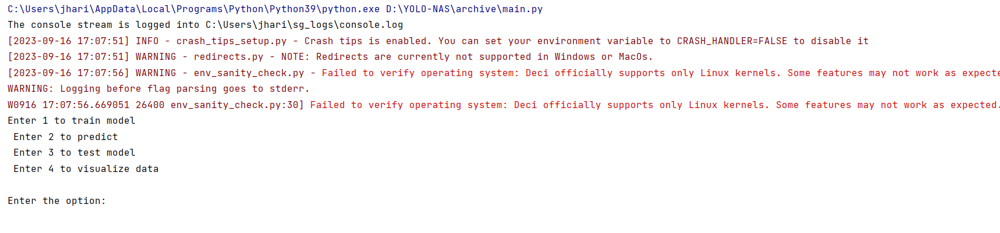 C:\Users\jhari\AppData\Local\Programs\Python\Python39\python.exe D:\YOLO-NAS\archive\main.py
The console stream is logged into C:\Users\jhari\sg_logs\console.log
[2023-09-16 17:07:51] INFO - crash_tips_setup.py - Crash tips is enabled. You can set your environment variable to CRASH_HANDLER=FALSE to disable it
[2023-09-16 17:07:51] WARNING - redirects.py - NOTE: Redirects are currently not supported in Windows or MacOs.
[2023-09-16 17:07:56] WARNING - env_sanity_check.py - Failed to verify operating system: Deci officially supports only Linux kernels. Some features may not work as expecte
WARNING: Logging before flag parsing goes to stderr.
W0916 17:07:56.669051 26400 env_sanity_check.py:30] Failed to verify operating system: Deci officially supports only Linux kernels. Some features may not work as expected.
Enter 1 to train model
 Enter 2 to predict
 Enter 3 to test model
 Enter 4 to visualize data
Enter the option: